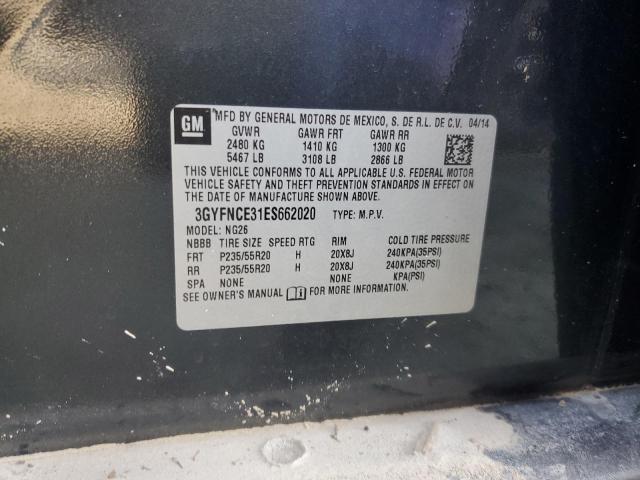 GM
MFD BY GENERAL MOTORS DE MEXICO, S. DE R.L. DE C.V. 04/14
GVWR GAWR FRT GAWR RR
2480 KG 1410 KG 1300 KG
5467 LB 3108 LB 2866 LB
THIS VEHICLE CONFORMS TO ALL APPLICABLE U.S. FEDERAL MOTOR
VEHICLE SAFETY AND THEFT PREVENTION STANDARDS IN EFFECT ON
THE DATE OF MANUFACTURE SHOWN ABOVE.
3GYFNCE31ES662020 TYPE: M.P.V.
MODEL: NG26
NBBB TIRE SIZE SPEED RTG RIM COLD TIRE PRESSURE
FRT P235/55R20 H 20X8J 240KPA(35PSI)
RR P235/55R20 H 20X8J 240KPA(35PSI)
SPA NONE NONE KPA(PSI)
SEE OWNER'S MANUAL FOR MORE INFORMATION.